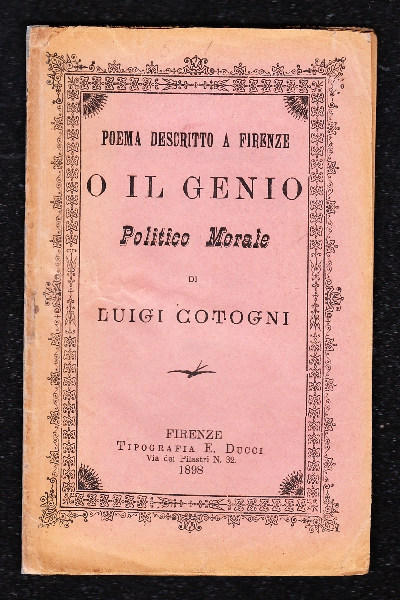 POEMA DESCRITTO A FIRENZE
O IL GENIO
Politico Morale
DI
LUIGI COTOGNI
FIRENZE
TIPOGRAFIA E. DUCCI
Via dei Pilastri N. 32.
1898